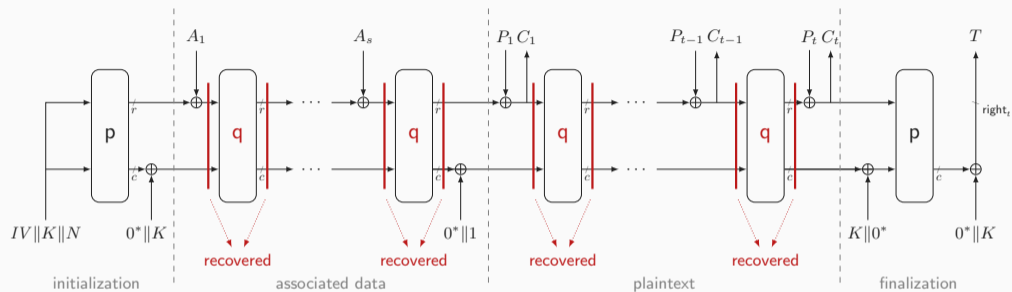 A₁ Aₛ P₁ C₁ Pₜ₋₁ Cₜ₋₁ Pₜ Cₜ T
r r r r r
rightₜ
p q q q q p
c c c c c c
IV‖K‖N 0*‖K 0*‖1 K‖0* 0*‖K
recovered recovered recovered recovered
initialization associated data plaintext finalization